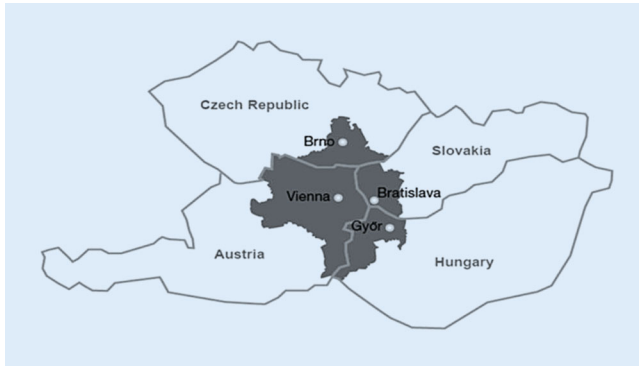 Czech Republic
Brno
Slovakia
Vienna
Bratislava
Győr
Austria
Hungary